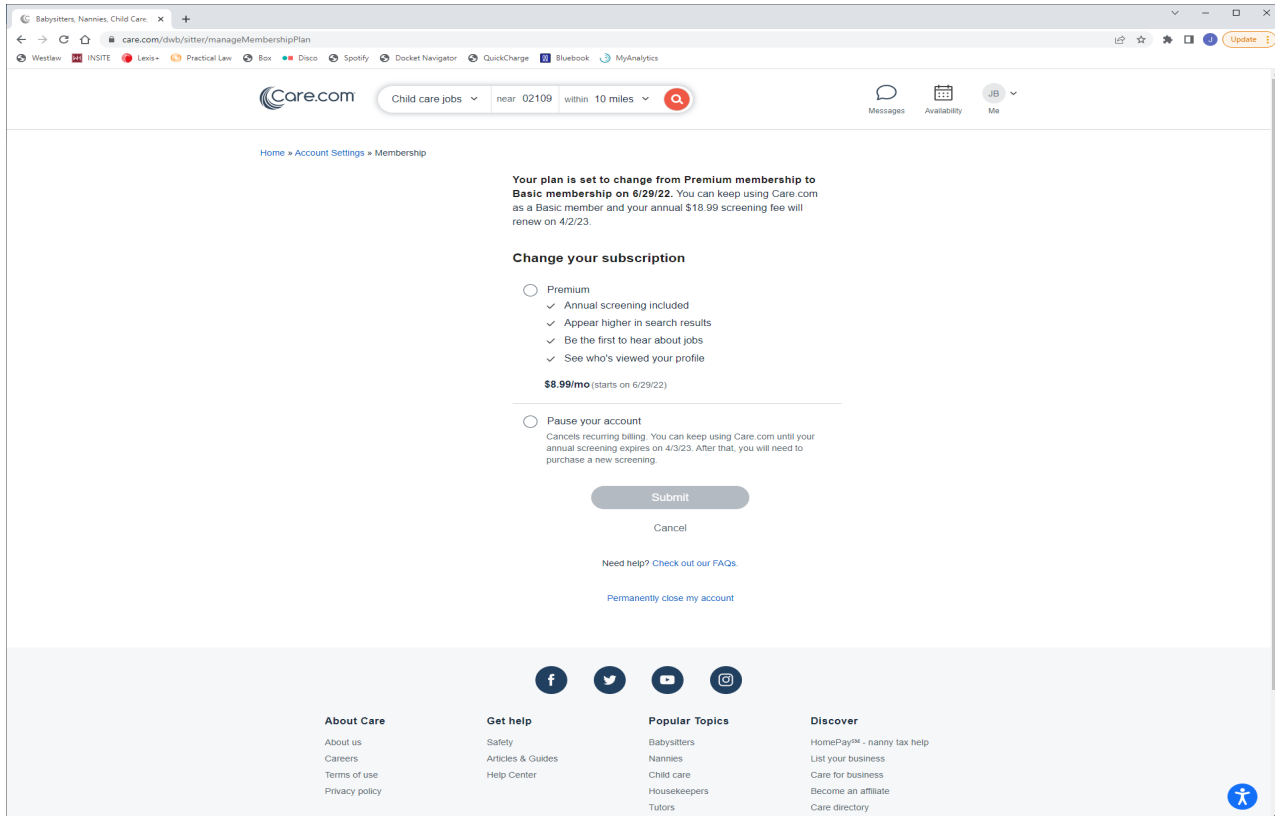 Babysitters, Nannies, Child Care,
care.com/dwb/sitter/manageMembershipPlan
Update
Westlaw INSITE Lexis+ Practical Law Box Disco Spotify Docket Navigator QuickCharge Bluebook MyAnalytics
Care.com Child care jobs near 02109 within 10 miles
JB
Messages Availability Me
Home » Account Settings » Membership
Your plan is set to change from Premium membership to
Basic membership on 6/29/22. You can keep using Care.com
as a Basic member and your annual $18.99 screening fee will
renew on 4/2/23.
Change your subscription
Premium
Annual screening included
Appear higher in search results
Be the first to hear about jobs
See who's viewed your profile
$8.99/mo (starts on 6/29/22)
Pause your account
Cancels recurring billing. You can keep using Care.com until your
annual screening expires on 4/3/23. After that, you will need to
purchase a new screening.
Submit
Cancel
Need help? Check out our FAQs.
Permanently close my account
About Care Get help Popular Topics Discover
About us Safety Babysitters HomePay℠ - nanny tax help
Careers Articles & Guides Nannies List your business
Terms of use Help Center Child care Care for business
Privacy policy Housekeepers Become an affiliate
Tutors Care directory